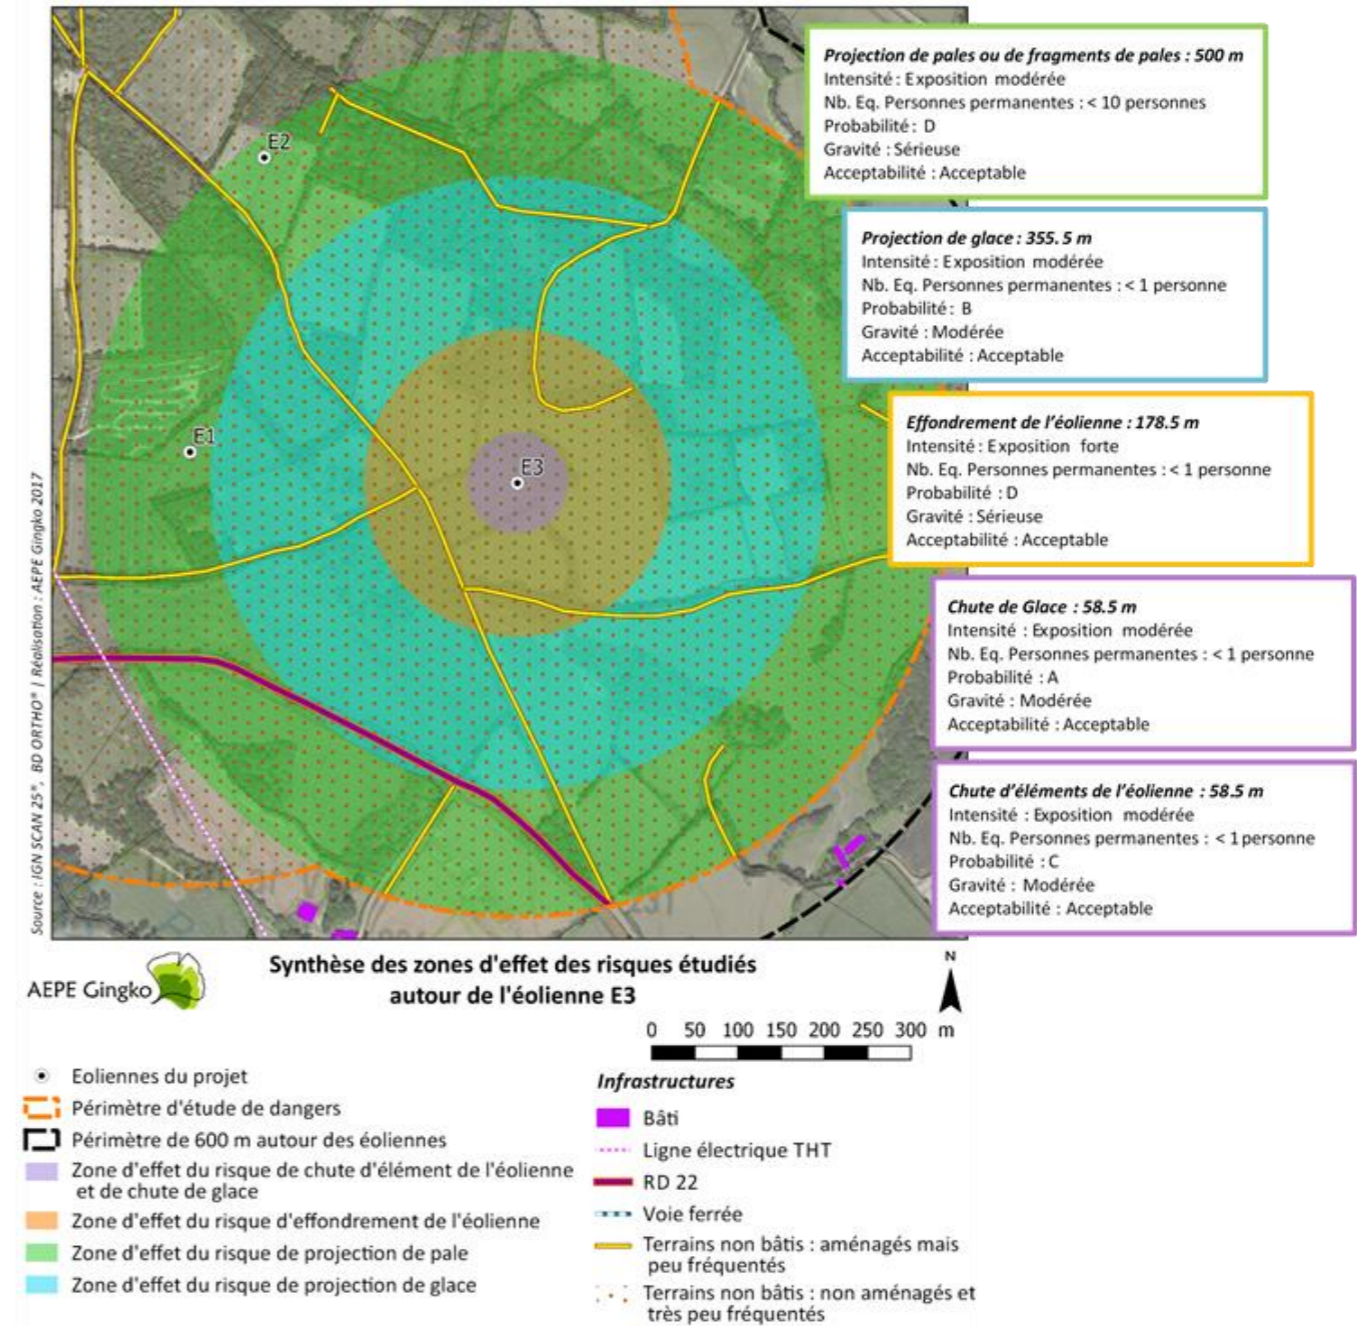 E2
E1
E3
Projection de pales ou de fragments de pales : 500 m
Intensité : Exposition modérée
Nb. Eq. Personnes permanentes : < 10 personnes
Probabilité : D
Gravité : Sérieuse
Acceptabilité : Acceptable
Projection de glace : 355.5 m
Intensité : Exposition modérée
Nb. Eq. Personnes permanentes : < 1 personne
Probabilité : B
Gravité : Modérée
Acceptabilité : Acceptable
Effondrement de l'éolienne : 178.5 m
Intensité : Exposition forte
Nb. Eq. Personnes permanentes : < 1 personne
Probabilité : D
Gravité : Sérieuse
Acceptabilité : Acceptable
Chute de Glace : 58.5 m
Intensité : Exposition modérée
Nb. Eq. Personnes permanentes : < 1 personne
Probabilité : A
Gravité : Modérée
Acceptabilité : Acceptable
Chute d'éléments de l'éolienne : 58.5 m
Intensité : Exposition modérée
Nb. Eq. Personnes permanentes : < 1 personne
Probabilité : C
Gravité : Modérée
Acceptabilité : Acceptable
Source : IGN SCAN 25®, BD ORTHO® | Réalisation : AEPE Gingko 2017
AEPE Gingko
Synthèse des zones d'effet des risques étudiés
autour de l'éolienne E3
N
0 50 100 150 200 250 300 m
Eoliennes du projet
Périmètre d'étude de dangers
Périmètre de 600 m autour des éoliennes
Zone d'effet du risque de chute d'élément de l'éolienne
et de chute de glace
Zone d'effet du risque d'effondrement de l'éolienne
Zone d'effet du risque de projection de pale
Zone d'effet du risque de projection de glace
Infrastructures
Bâti
Ligne électrique THT
RD 22
Voie ferrée
Terrains non bâtis : aménagés mais
peu fréquentés
Terrains non bâtis : non aménagés et
très peu fréquentés